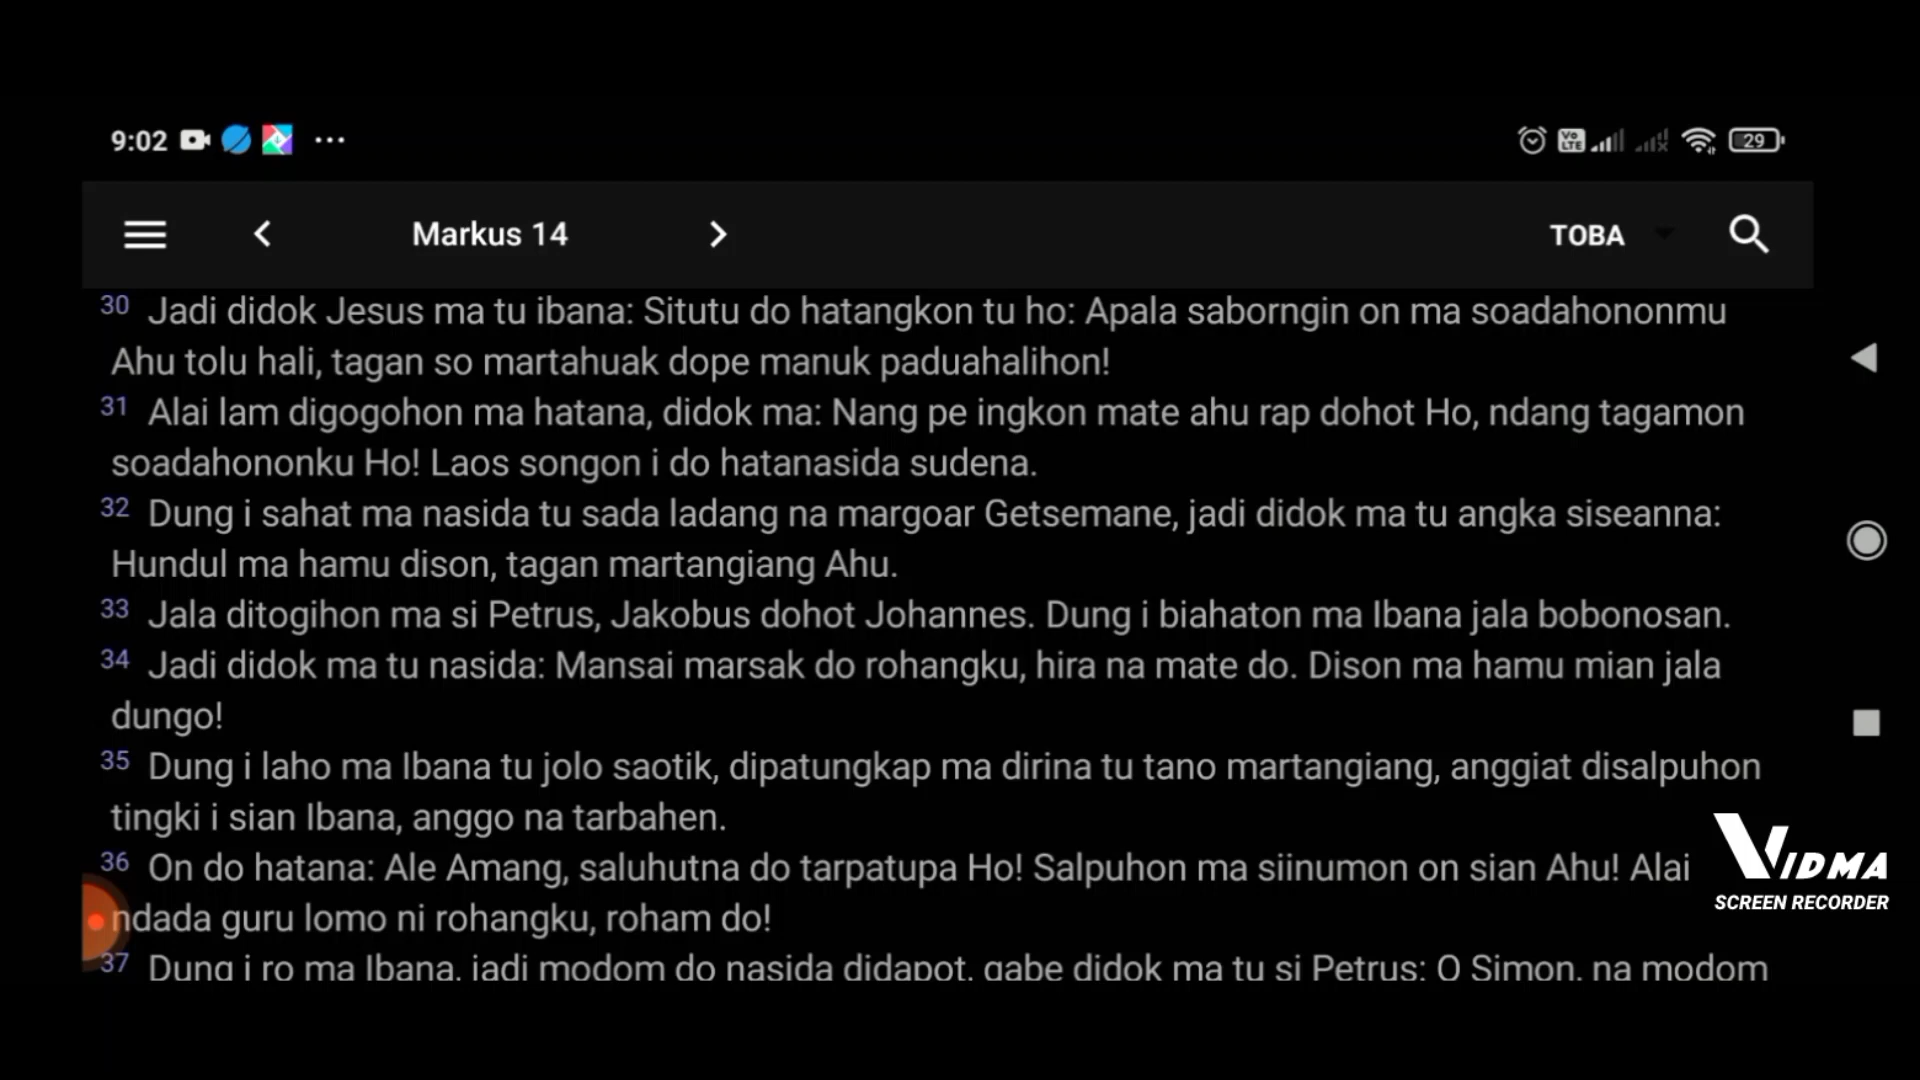 9:02 ... VO LTE 29
Markus 14 TOBA
30 Jadi didok Jesus ma tu ibana: Situtu do hatangkon tu ho: Apala saborngin on ma soadahononmu
Ahu tolu hali, tagan so martahuak dope manuk paduahalihon!
31 Alai lam digogohon ma hatana, didok ma: Nang pe ingkon mate ahu rap dohot Ho, ndang tagamon
soadahononku Ho! Laos songon i do hatanasida sudena.
32 Dung i sahat ma nasida tu sada ladang na margoar Getsemane, jadi didok ma tu angka siseanna:
Hundul ma hamu dison, tagan martangiang Ahu.
33 Jala ditogihon ma si Petrus, Jakobus dohot Johannes. Dung i biahaton ma Ibana jala bobonosan.
34 Jadi didok ma tu nasida: Mansai marsak do rohangku, hira na mate do. Dison ma hamu mian jala
dungo!
35 Dung i laho ma Ibana tu jolo saotik, dipatungkap ma dirina tu tano martangiang, anggiat disalpuhon
tingki i sian Ibana, anggo na tarbahen.
36 On do hatana: Ale Amang, saluhutna do tarpatupa Ho! Salpuhon ma siinumon on sian Ahu! Alai
ndada guru lomo ni rohangku, roham do!
37 Dung i ro ma Ibana, jadi modom do nasida didapot, gabe didok ma tu si Petrus: O Simon, na modom
VIDMA
SCREEN RECORDER